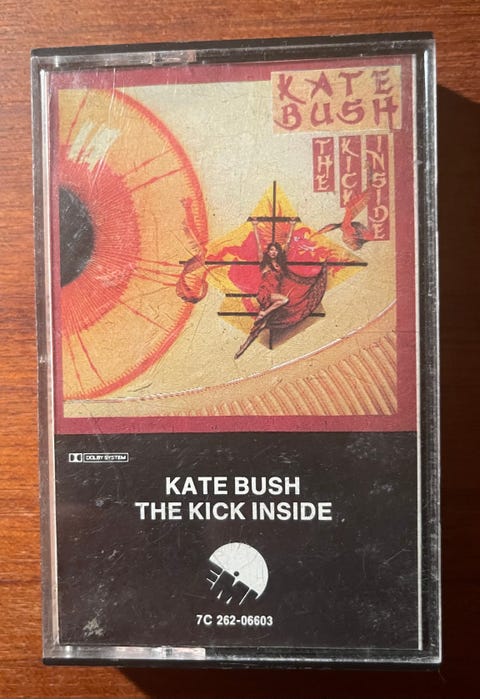 KATE
BUSH
THE
KICK
INSIDE
DOLBY SYSTEM
KATE BUSH
THE KICK INSIDE
EMI
7C 262-06603